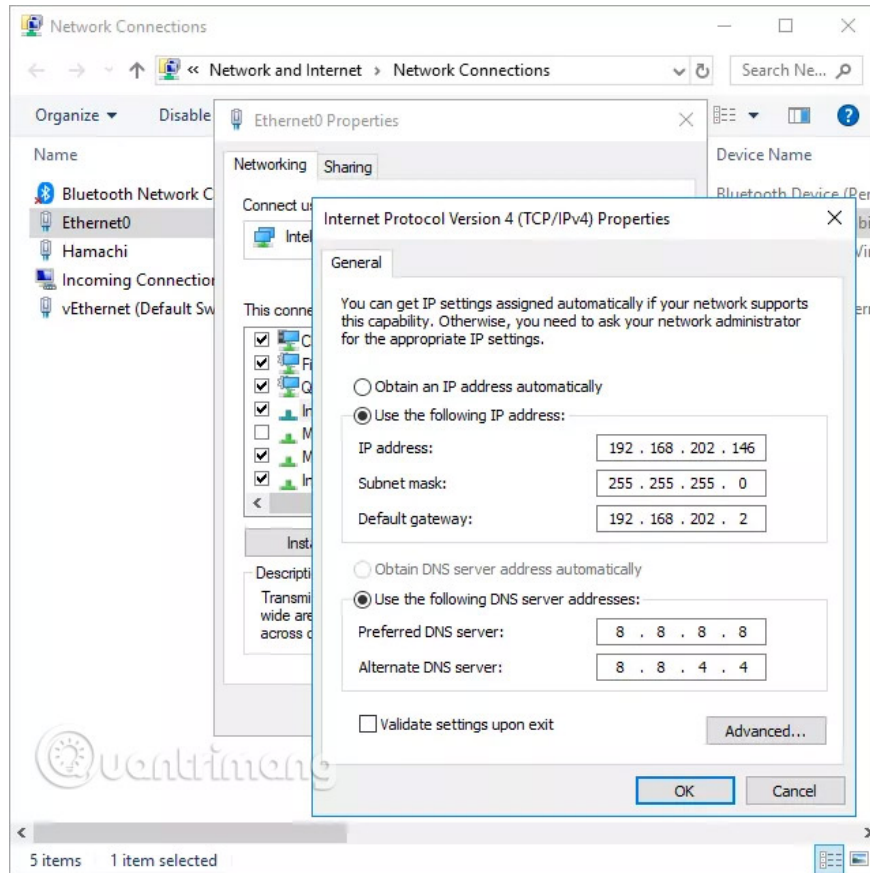 Network Connections
« Network and Internet › Network Connections
Search Ne...
Organize
Disable
Ethernet0 Properties
Name
Device Name
Networking
Sharing
Bluetooth Network C
Bluetooth Device (Per
Ethernet0
Hamachi
Incoming Connection
vEthernet (Default Sw
Connect us
Intel
This conne
C
Fi
Q
In
M
M
In
Inst
Descripti
Transmi
wide are
across d
Internet Protocol Version 4 (TCP/IPv4) Properties
General
You can get IP settings assigned automatically if your network supports
this capability. Otherwise, you need to ask your network administrator
for the appropriate IP settings.
Obtain an IP address automatically
Use the following IP address:
IP address: 192 . 168 . 202 . 146
Subnet mask: 255 . 255 . 255 . 0
Default gateway: 192 . 168 . 202 . 2
Obtain DNS server address automatically
Use the following DNS server addresses:
Preferred DNS server: 8 . 8 . 8 . 8
Alternate DNS server: 8 . 8 . 4 . 4
Validate settings upon exit
Advanced...
OK
Cancel
Quantrimang
5 items 1 item selected